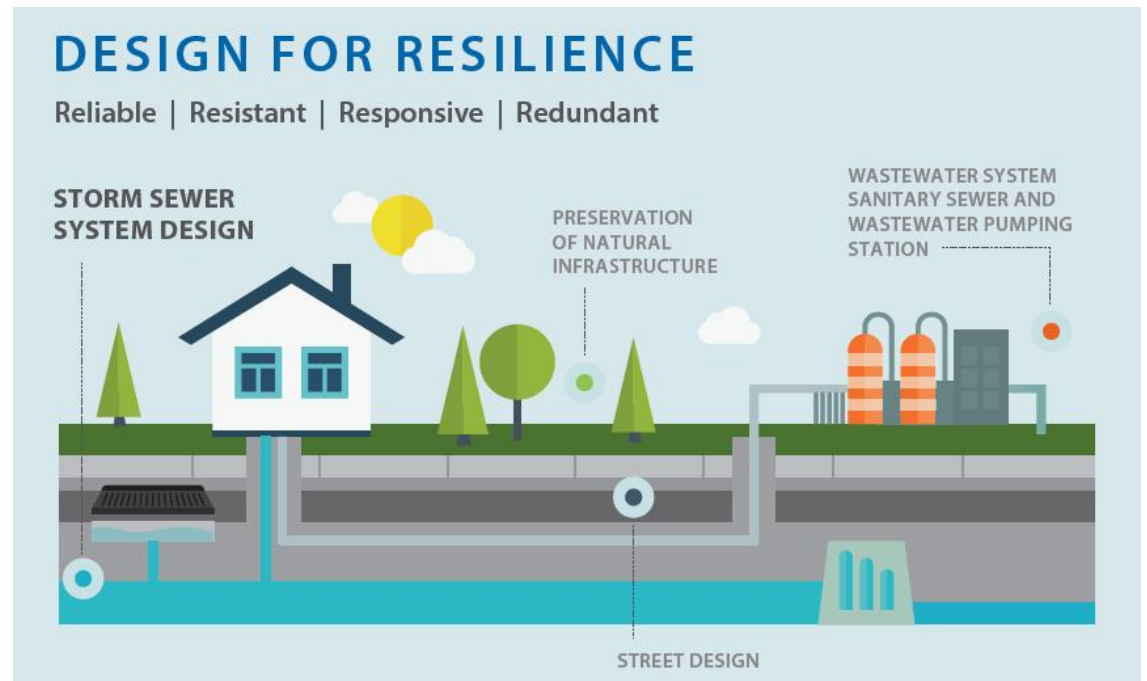 DESIGN FOR RESILIENCE
Reliable | Resistant | Responsive | Redundant
STORM SEWER
SYSTEM DESIGN
PRESERVATION
OF NATURAL
INFRASTRUCTURE
WASTEWATER SYSTEM
SANITARY SEWER AND
WASTEWATER PUMPING
STATION
STREET DESIGN